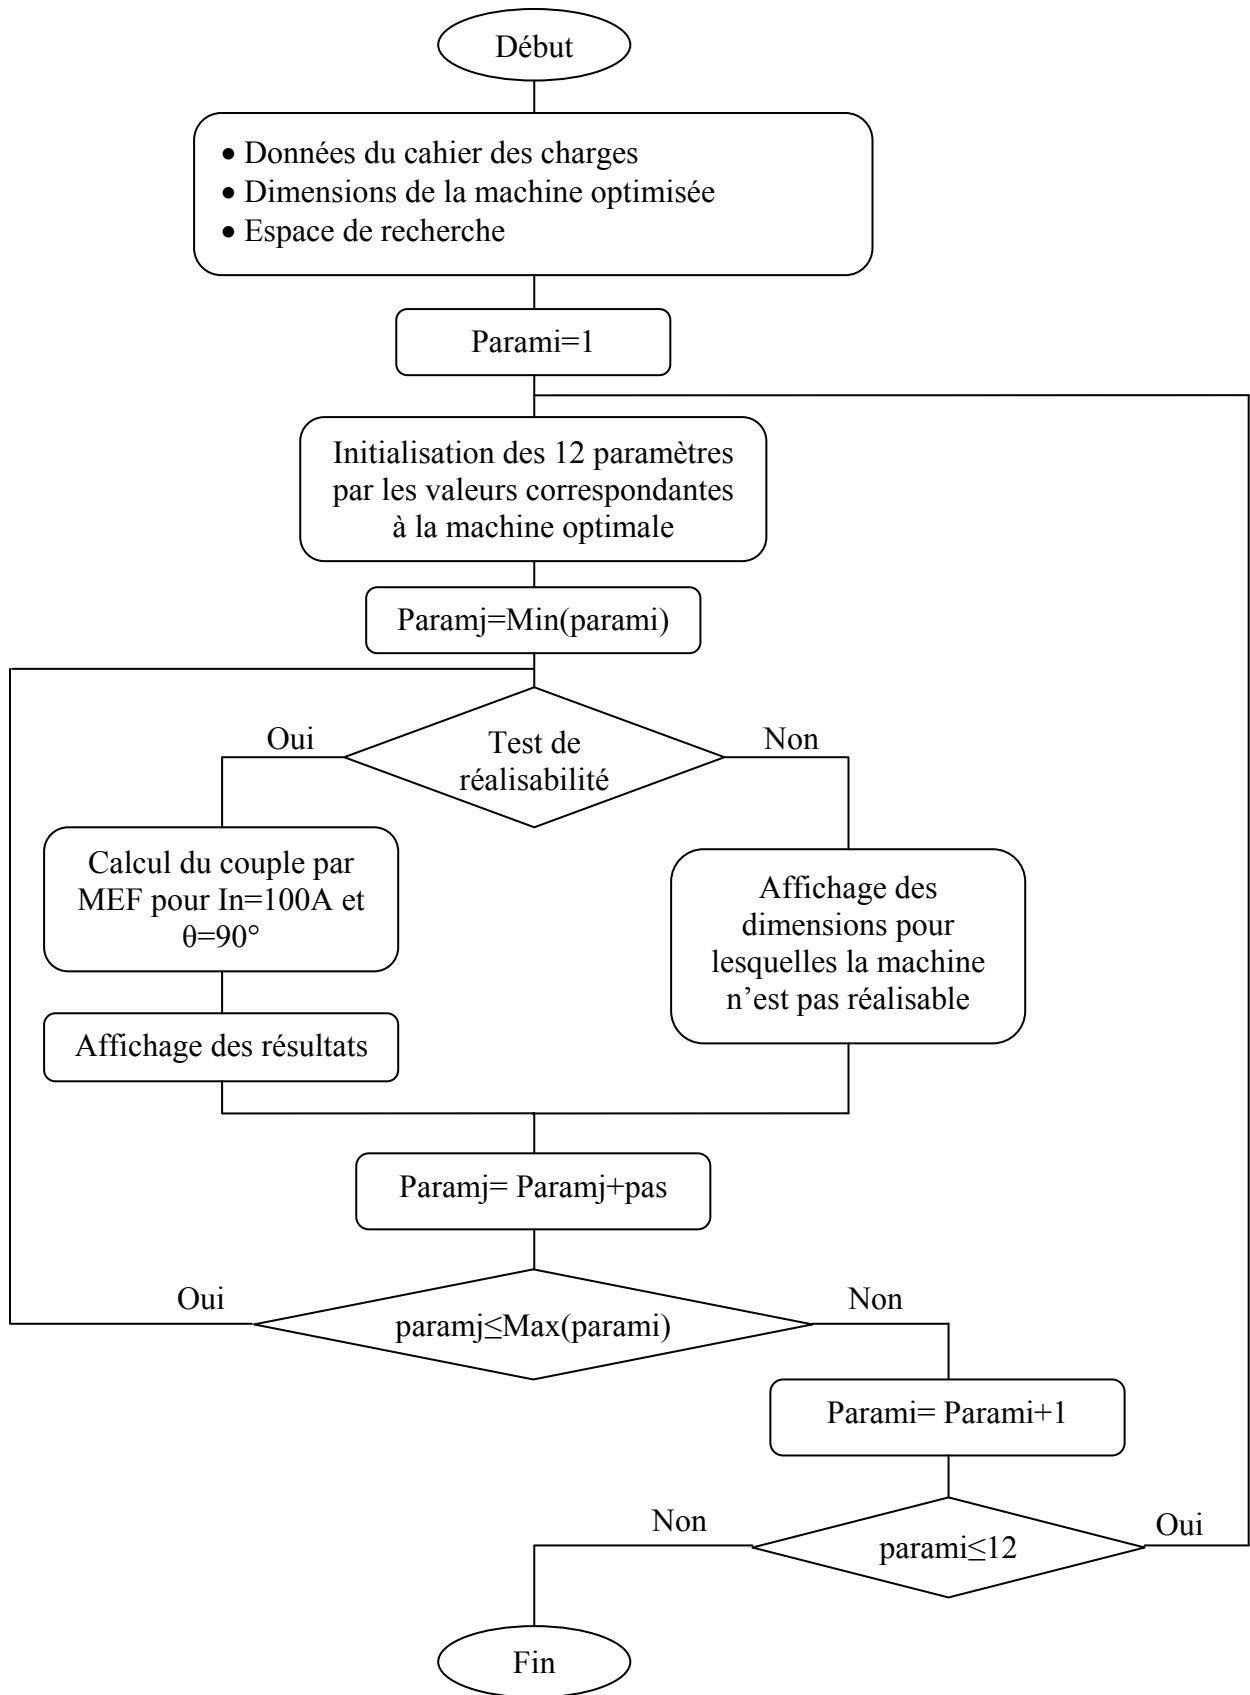 Début
• Données du cahier des charges
• Dimensions de la machine optimisée
• Espace de recherche
Parami=1
Initialisation des 12 paramètres
par les valeurs correspondantes
à la machine optimale
Paramj=Min(parami)
Oui
Test de
réalisabilité
Non
Calcul du couple par
MEF pour In=100A et
θ=90°
Affichage des résultats
Affichage des
dimensions pour
lesquelles la machine
n’est pas réalisable
Paramj= Paramj+pas
Oui
paramj≤Max(parami)
Non
Parami= Parami+1
Non
parami≤12
Oui
Fin